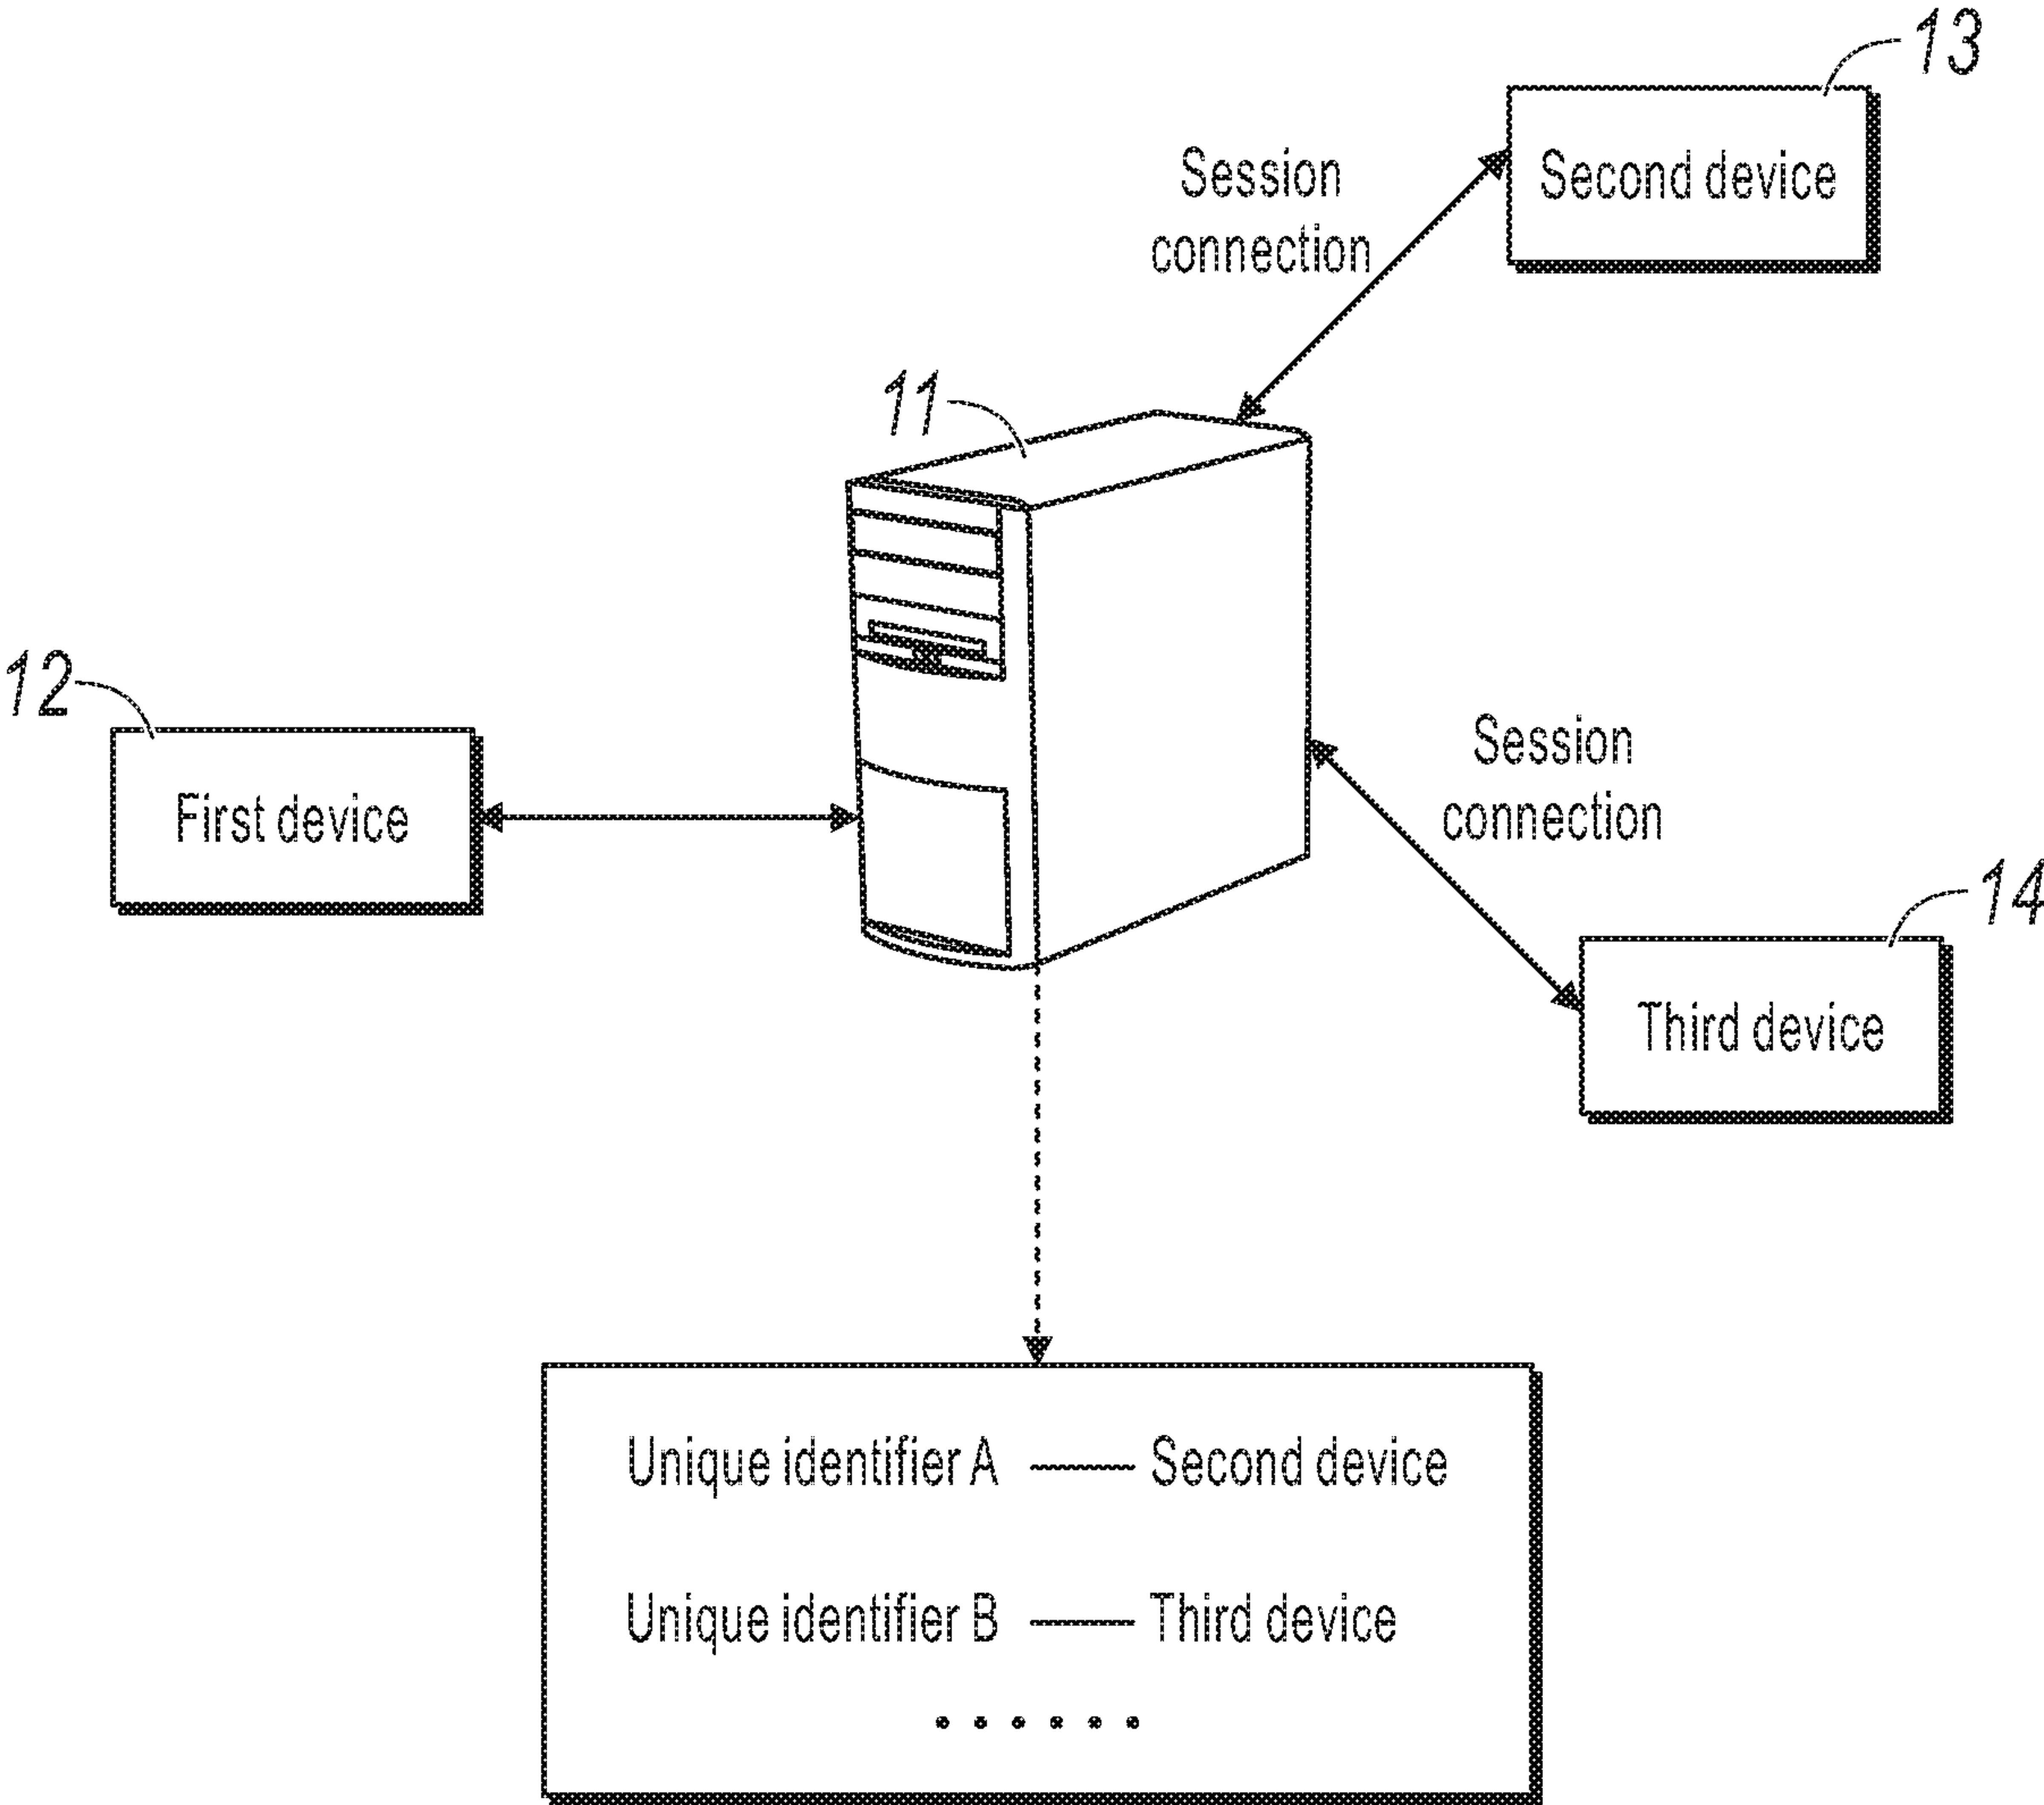 13
Session
connection
Second device
11
12
First device
Session
connection
14
Third device
Unique identifier A — Second device
Unique identifier B — Third device
......